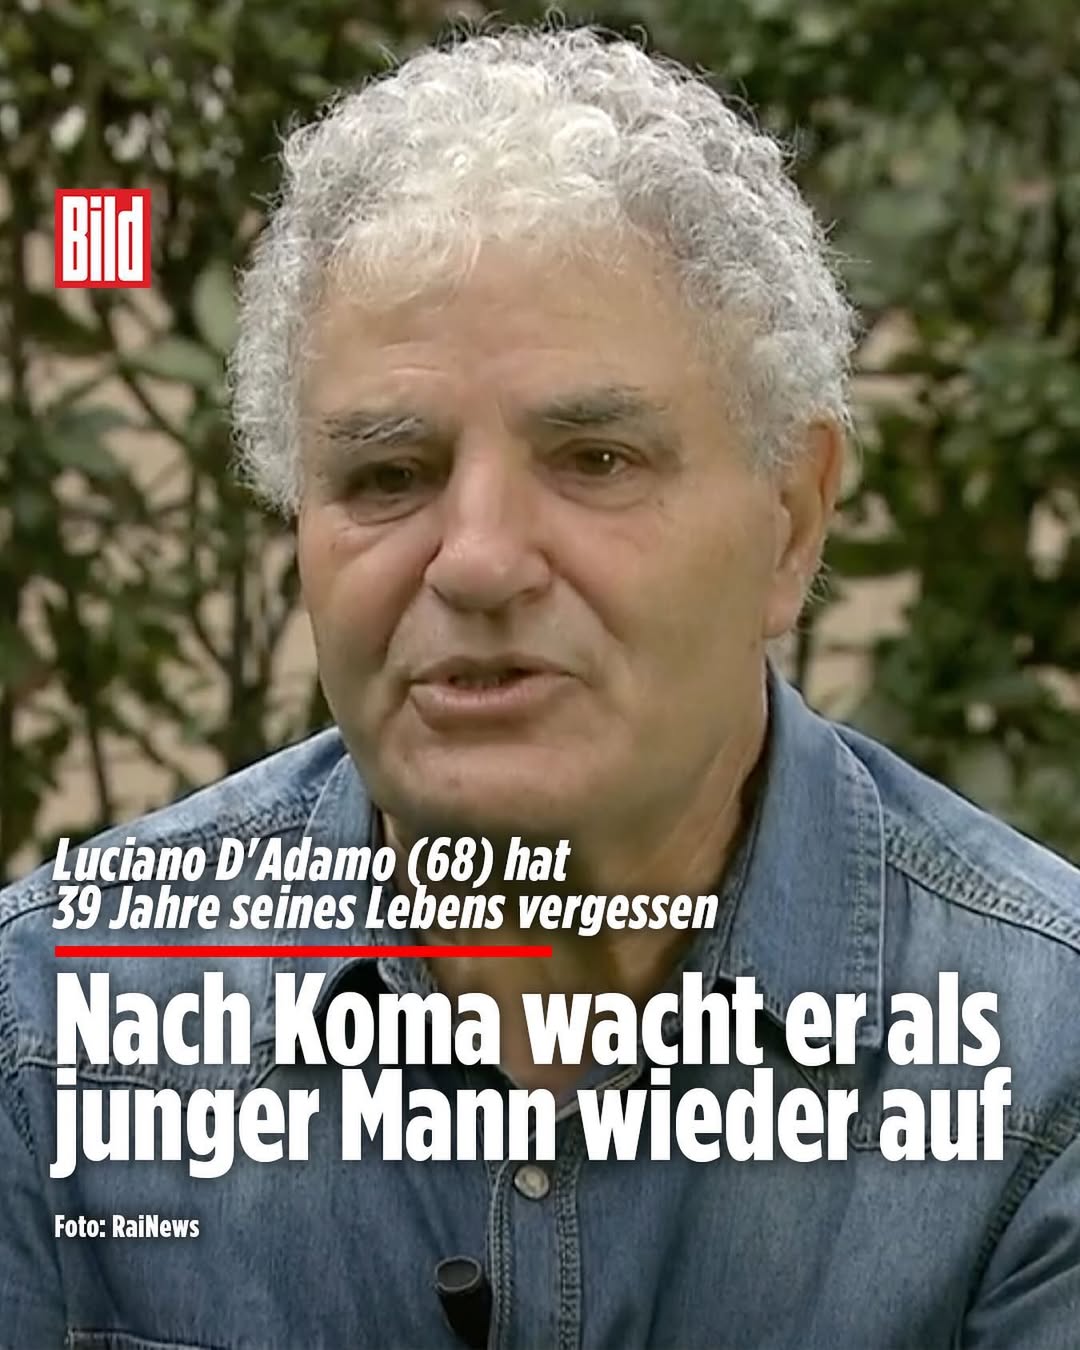 Bild
Luciano D'Adamo (68) hat
39 Jahre seines Lebens vergessen
Nach Koma wacht er als
junger Mann wieder auf
Foto: RaiNews